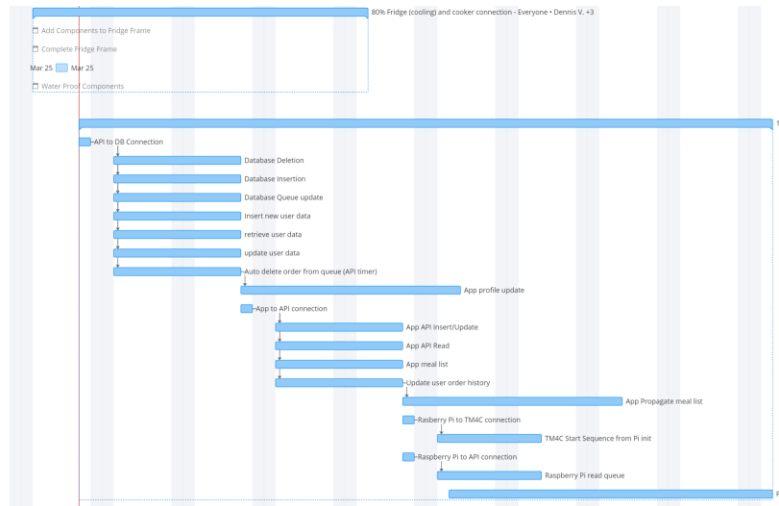 80% Fridge (cooling) and cooker connection - Everyone • Dennis V. +3
Add Components to Fridge Frame
Complete Fridge Frame
Mar 25 Mar 25
Water Proof Components
API to DB Connection
Database Deletion
Database Insertion
Database Queue update
Insert new user data
retrieve user data
update user data
Auto delete order from queue (API timer)
App profile update
App to API connection
App API Insert/Update
App API Read
App meal list
Update user order history
App Propagate meal list
Rasberry Pi to TM4C connection
TM4C Start Sequence from Pi init
Raspberry Pi to API connection
Raspberry Pi read queue